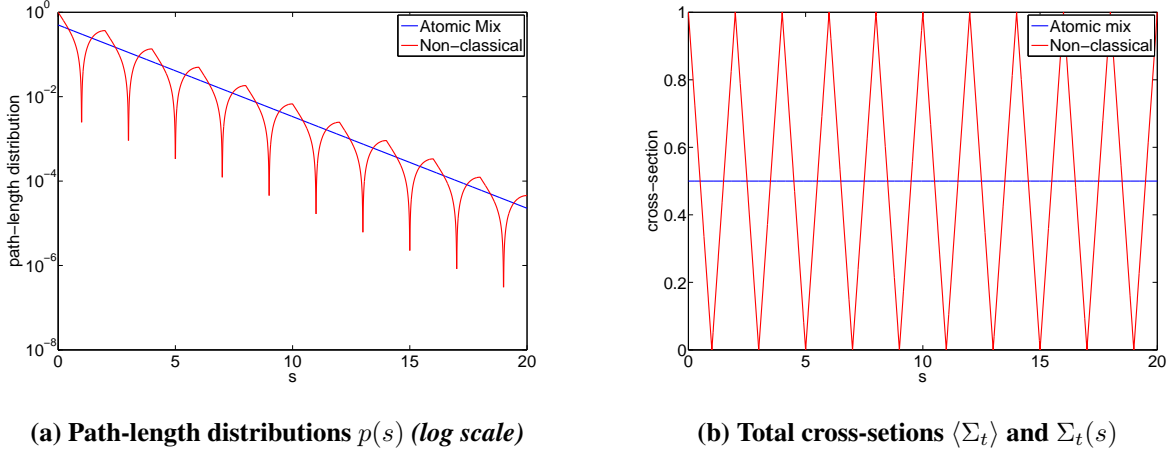 10^0
10^-2
10^-4
10^-6
10^-8
0 5 10 15 20
s
path-length distribution
Atomic Mix
Non-classical
1
0.8
0.6
0.4
0.2
0
0 5 10 15 20
s
cross-section
Atomic mix
Non-classical
(a) Path-length distributions p(s) (log scale)
(b) Total cross-setions ⟨Σ_t⟩ and Σ_t(s)